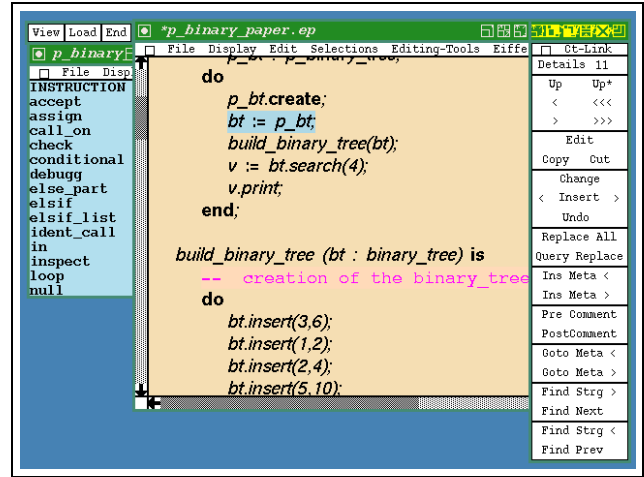 View Load End
p_binary
File Disp
INSTRUCTION
accept
assign
call_on
check
conditional
debugg
else_part
elsif
elsif_list
ident_call
in
inspect
loop
null
*p_binary_paper.ep
File Display Edit Selections Editing-Tools Eiffe
p_bt : p_binary_tree;
do
p_bt.create;
bt := p_bt;
build_binary_tree(bt);
v := bt.search(4);
v.print;
end;
build_binary_tree (bt : binary_tree) is
-- creation of the binary_tree
do
bt.insert(3,6);
bt.insert(1,2);
bt.insert(2,4);
bt.insert(5,10);
Ct-Link
Details 11
Up Up*
< <<<
> >>>
Edit
Copy Cut
Change
< Insert >
Undo
Replace All
Query Replace
Ins Meta <
Ins Meta >
Pre Comment
PostComment
Goto Meta <
Goto Meta >
Find Strg >
Find Next
Find Strg <
Find Prev